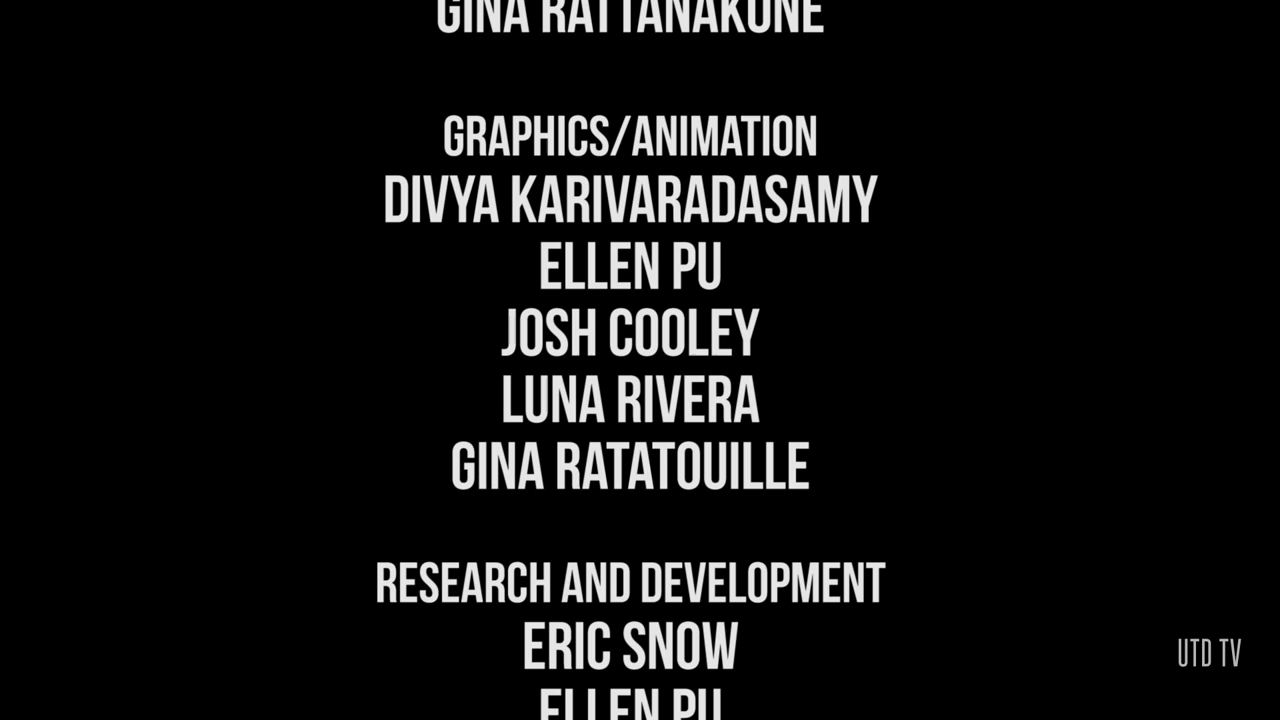 GINA RATTANAKONE
GRAPHICS/ANIMATION
DIVYA KARIVARADASAMY
ELLEN PU
JOSH COOLEY
LUNA RIVERA
GINA RATATOUILLE
RESEARCH AND DEVELOPMENT
ERIC SNOW
UTD TV
ELLEN PU